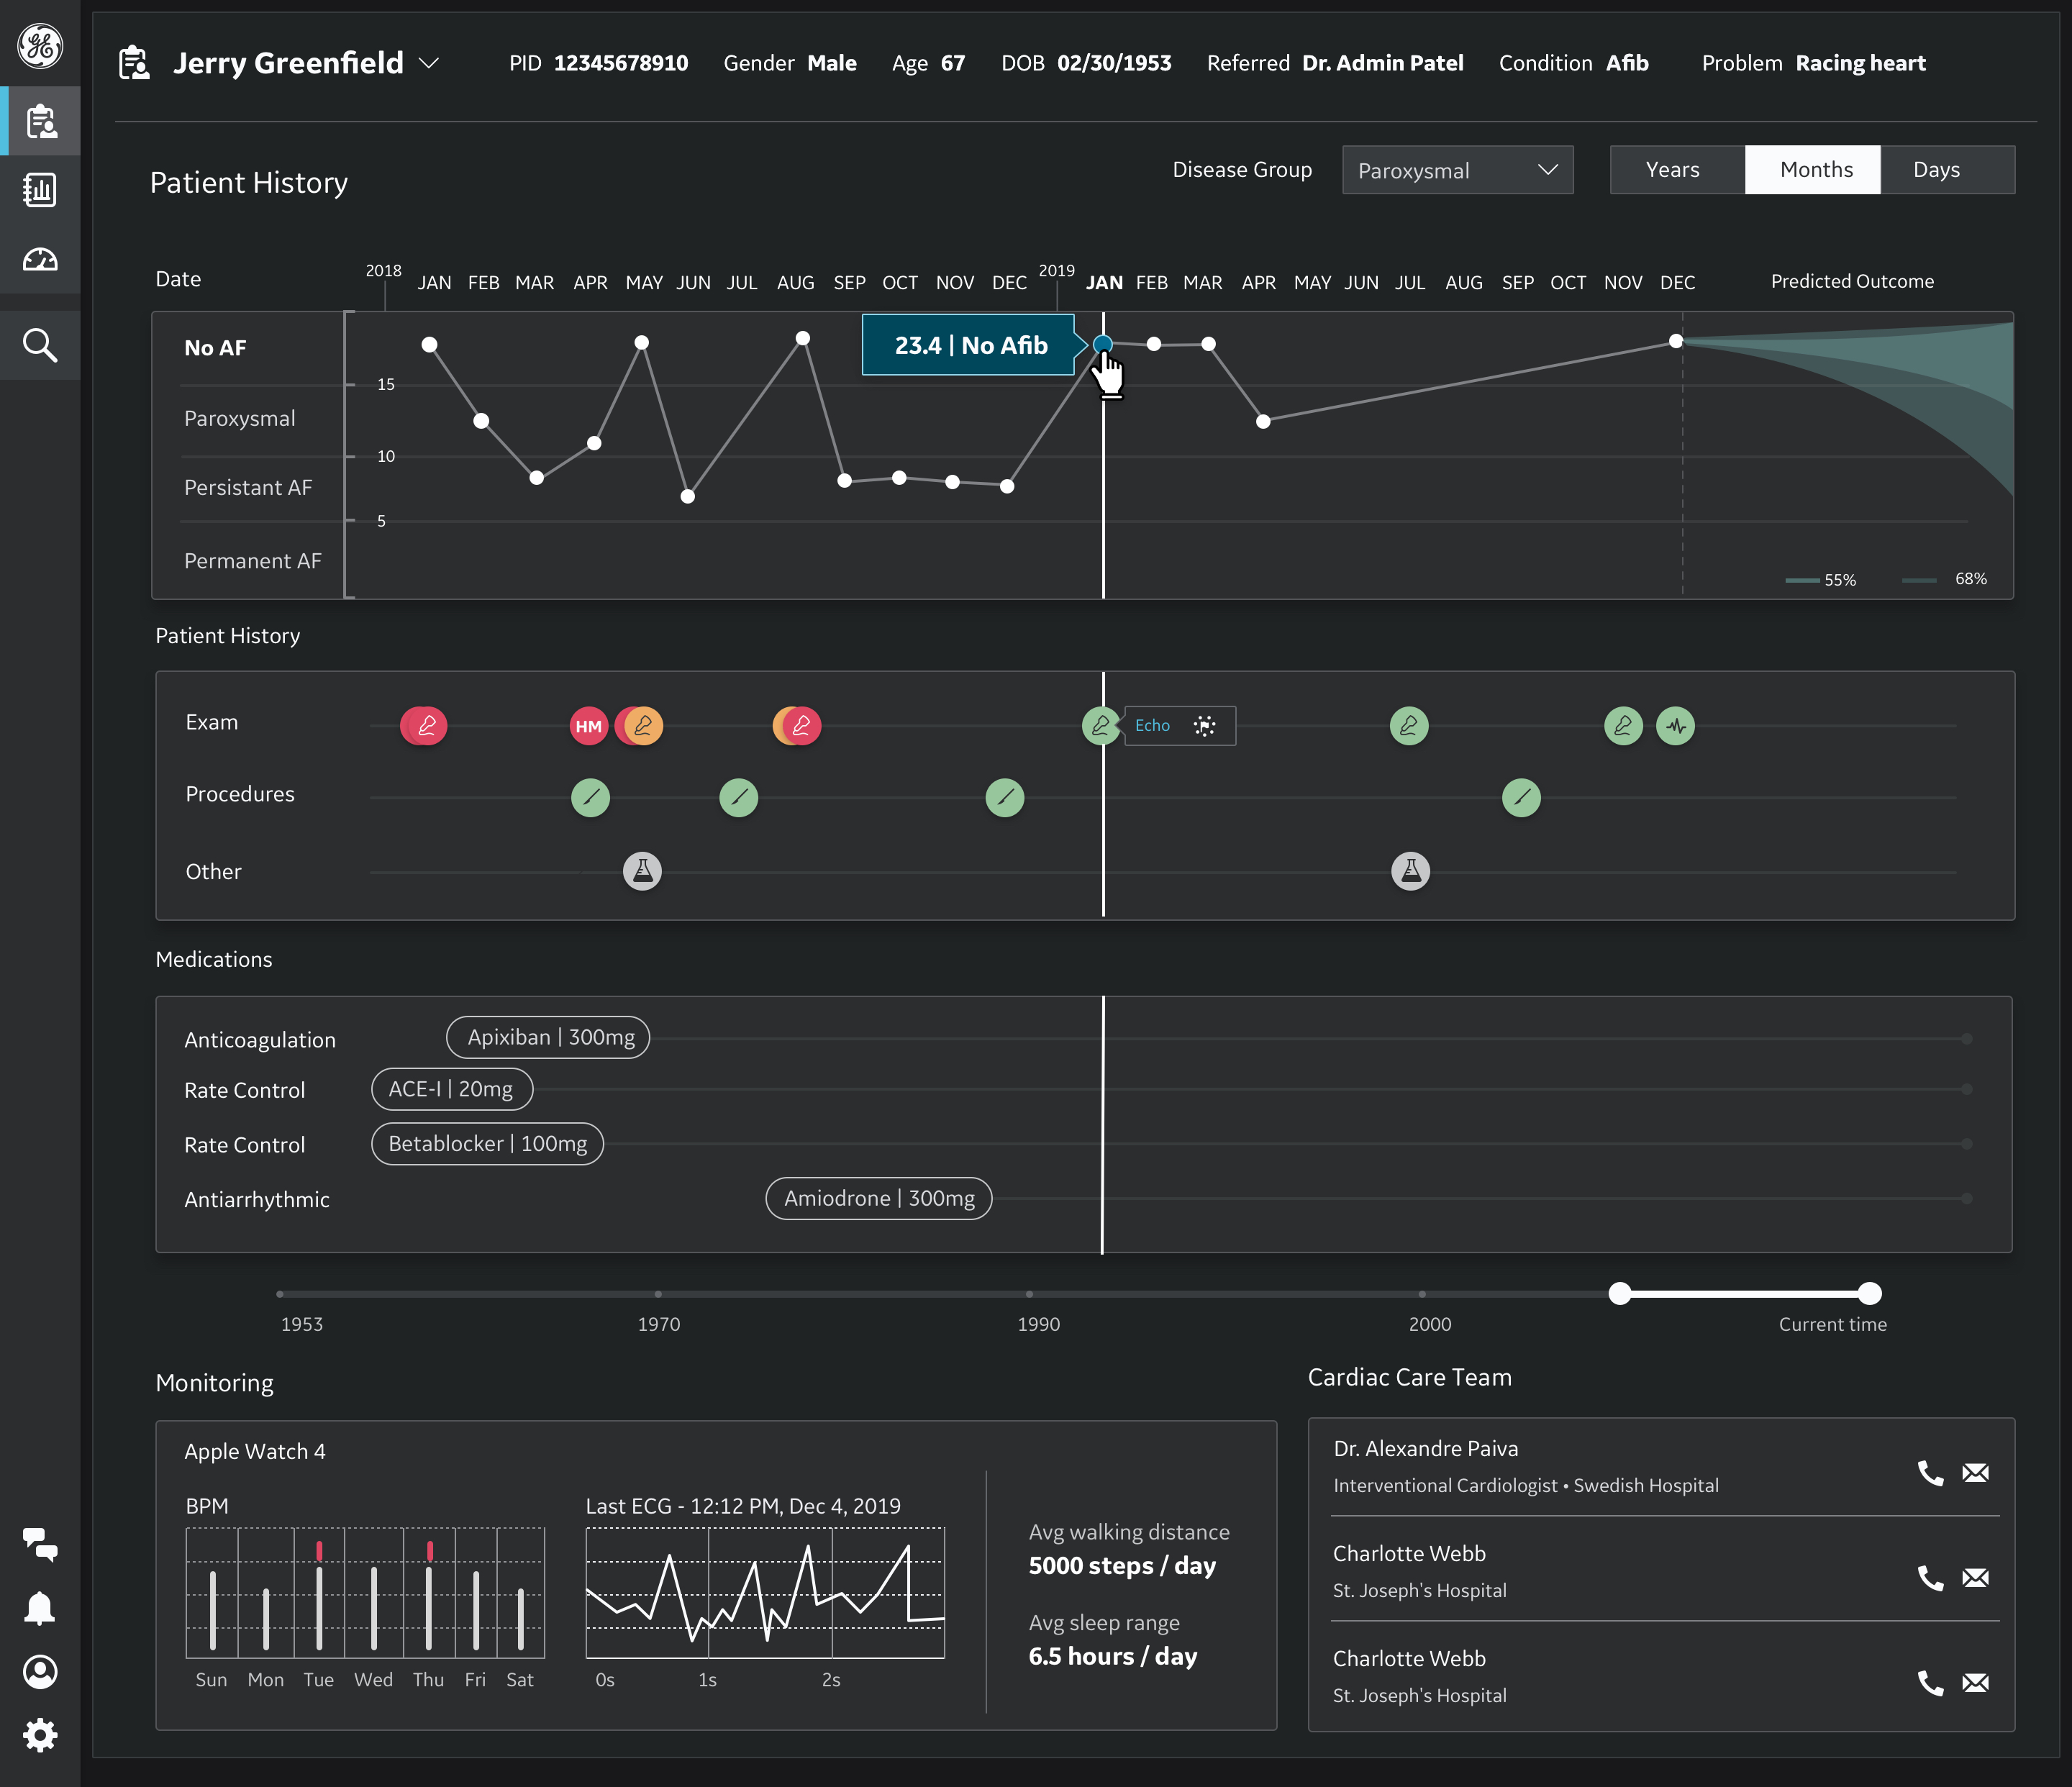 Jerry Greenfield PID 12345678910 Gender Male Age 67 DOB 02/30/1953 Referred Dr. Admin Patel Condition Afib Problem Racing heart
Patient History
Disease Group Paroxysmal Years Months Days
Date
2018 JAN FEB MAR APR MAY JUN JUL AUG SEP OCT NOV DEC 2019 JAN FEB MAR APR MAY JUN JUL AUG SEP OCT NOV DEC Predicted Outcome
No AF
23.4 | No Afib
15
Paroxysmal
10
Persistant AF
5
Permanent AF
55% 68%
Patient History
Exam
HM
Echo
Procedures
Other
Medications
Anticoagulation Apixiban | 300mg
Rate Control ACE-I | 20mg
Rate Control Betablocker | 100mg
Antiarrhythmic Amiodrone | 300mg
1953 1970 1990 2000 Current time
Monitoring
Apple Watch 4
BPM
Sun Mon Tue Wed Thu Fri Sat
Last ECG - 12:12 PM, Dec 4, 2019
0s 1s 2s
Avg walking distance
5000 steps / day
Avg sleep range
6.5 hours / day
Cardiac Care Team
Dr. Alexandre Paiva
Interventional Cardiologist • Swedish Hospital
Charlotte Webb
St. Joseph's Hospital
Charlotte Webb
St. Joseph's Hospital